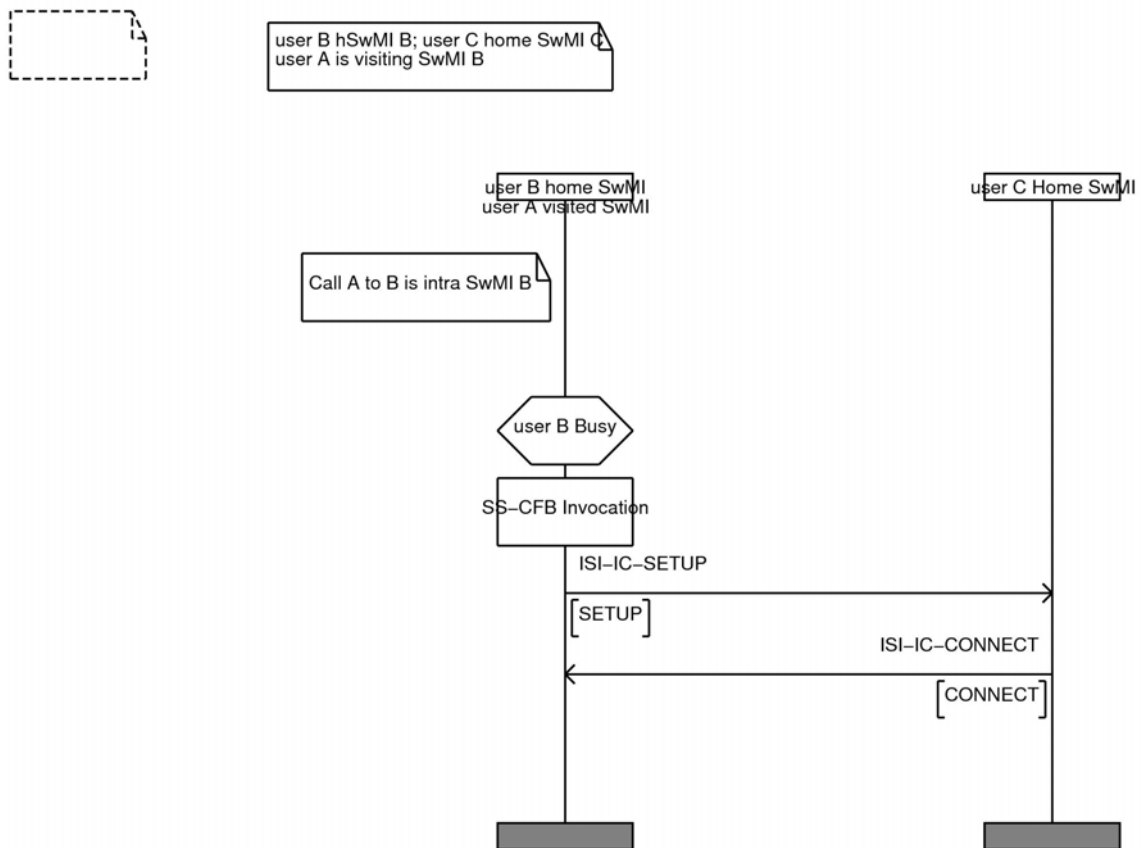 user B hSwMI B; user C home SwMI C
user A is visiting SwMI B
user B home SwMI
user A visited SwMI
user C Home SwMI
Call A to B is intra SwMI B
user B Busy
SS–CFB Invocation
ISI–IC–SETUP
SETUP
ISI–IC–CONNECT
CONNECT